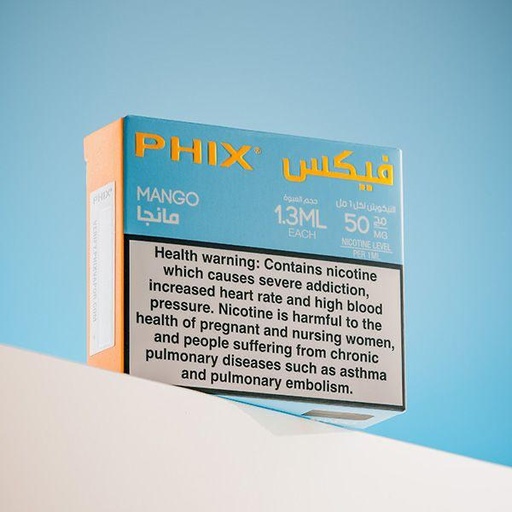 PHIX
فيكس
MANGO
مانجا
حجم العبوة
1.3ML
EACH
النيكوتين لكل ١ مل
50 مج
MG
NICOTINE LEVEL
PER 1ML
Health warning: Contains nicotine
which causes severe addiction,
increased heart rate and high blood
pressure. Nicotine is harmful to the
health of pregnant and nursing women,
and people suffering from chronic
pulmonary diseases such as asthma
and pulmonary embolism.
PHIX